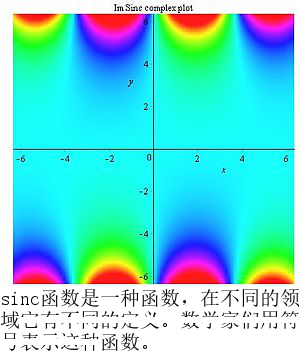 Im Sinc complex plot
6
4
y
2
-6 -4 -2 0 2 4 6
x
-2
-4
-6
sinc函数是一种函数，在不同的领
域它有不同的定义。数学家们用符
号表示这种函数。